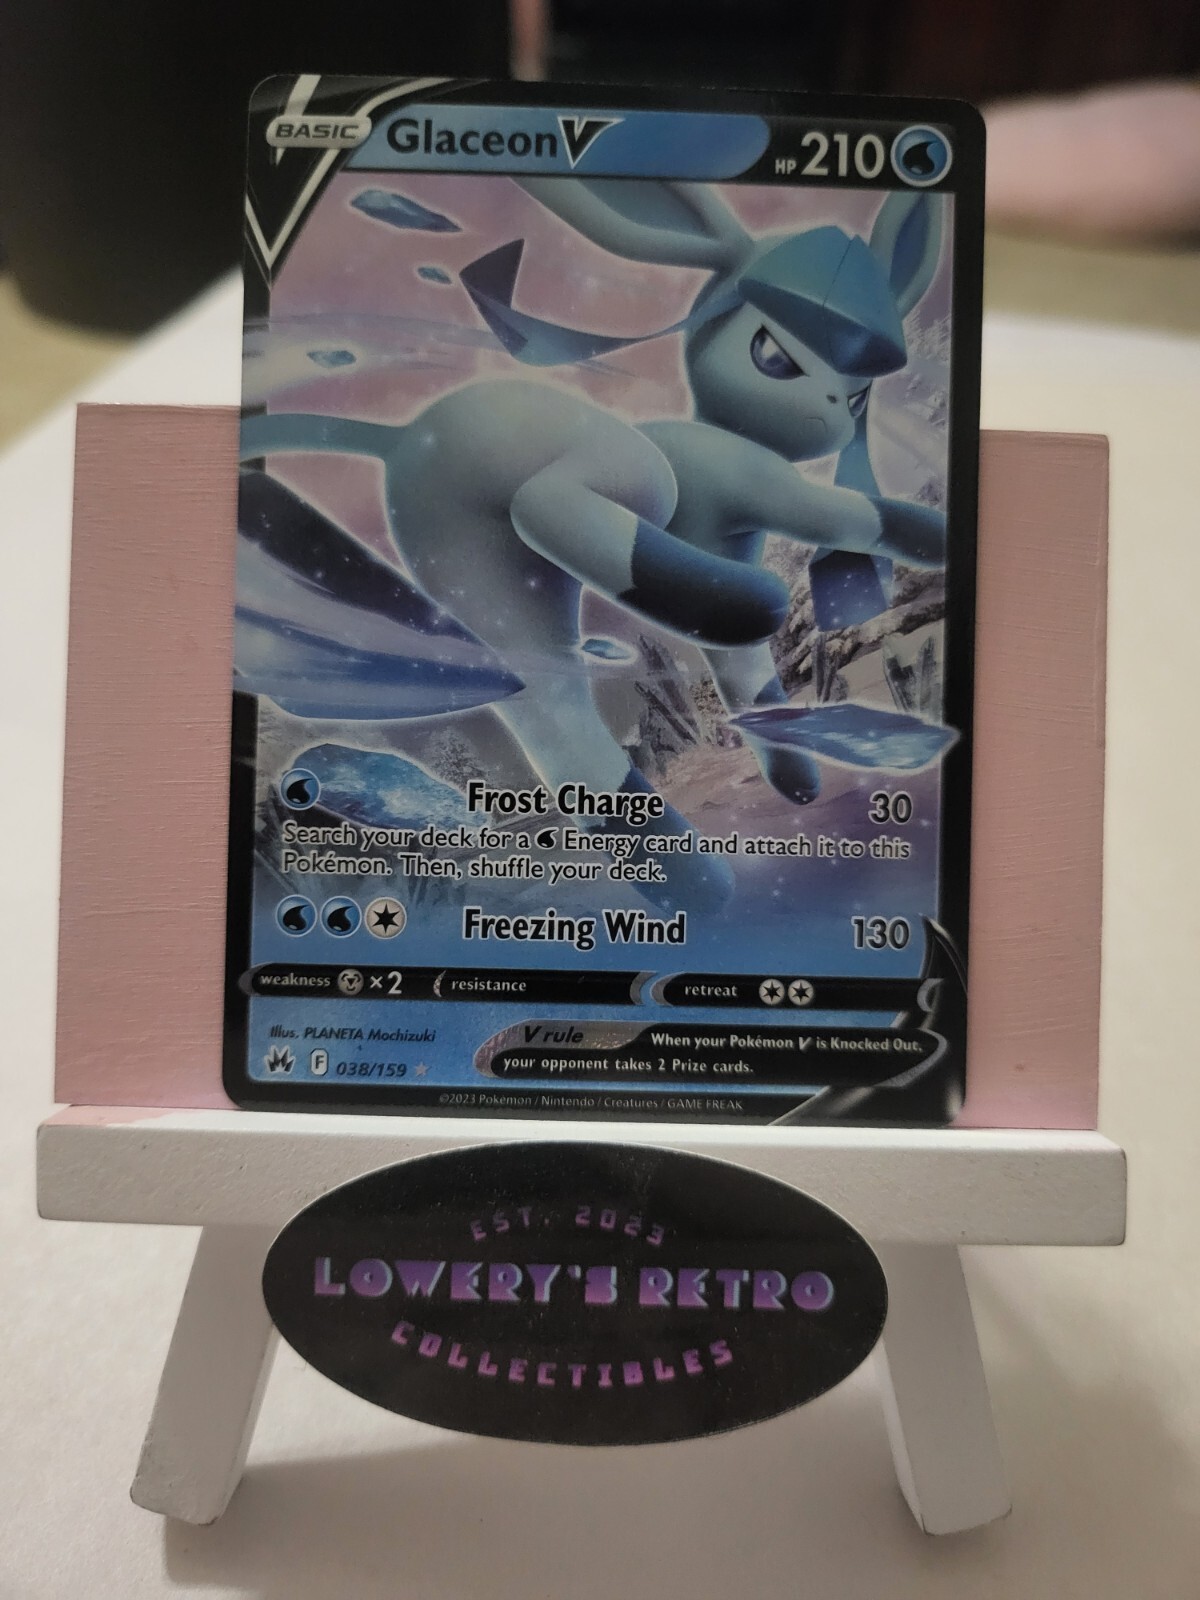 BASIC
Glaceon V
HP 210
Frost Charge 30
Search your deck for a Energy card and attach it to this
Pokémon. Then, shuffle your deck.
Freezing Wind 130
weakness ×2 resistance retreat
Illus. PLANETA Mochizuki
V rule When your Pokémon V is Knocked Out,
your opponent takes 2 Prize cards.
F 038/159
©2023 Pokémon / Nintendo / Creatures / GAME FREAK
EST. 2023
LOWERY'S RETRO
COLLECTIBLES